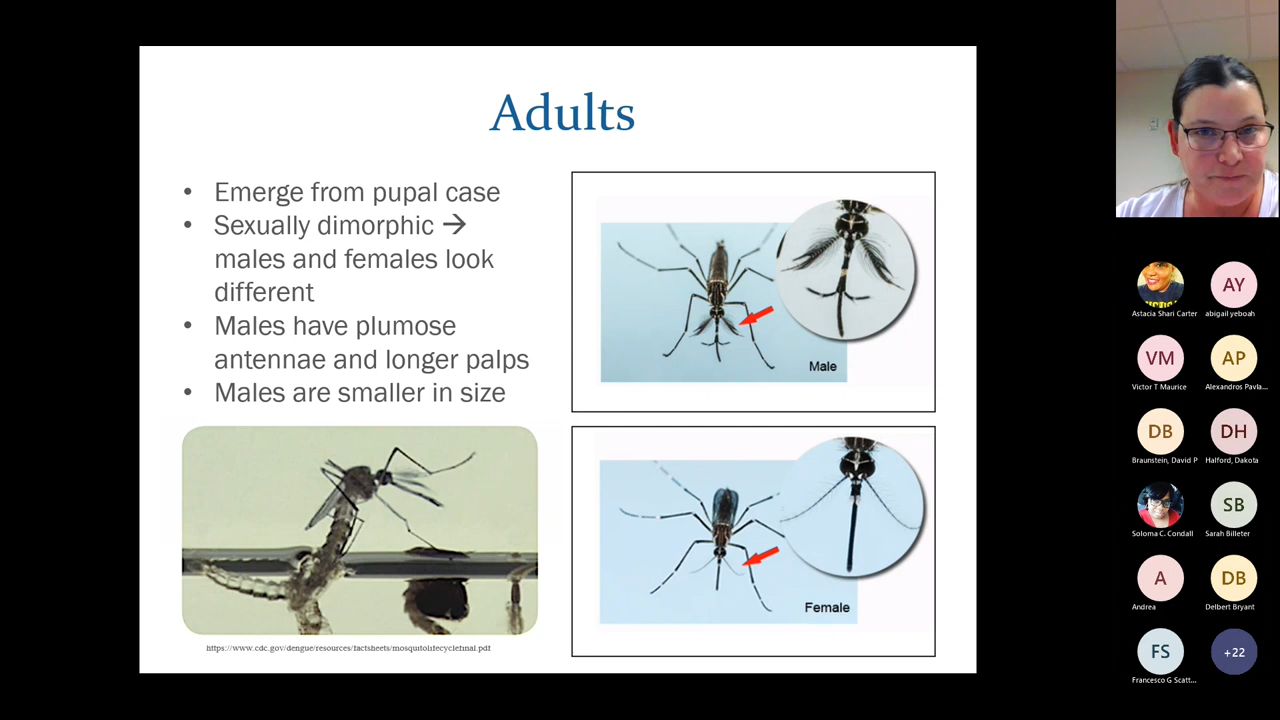 Adults
• Emerge from pupal case
• Sexually dimorphic →
males and females look
different
• Males have plumose
antennae and longer palps
• Males are smaller in size
https://www.cdc.gov/dengue/resources/factsheets/mosquitolifecyclefinal.pdf
Male
Female
Astacia Shari Carter
AY
abigail yeboah
VM
Victor T Maurice
AP
Alexandros Pavla...
DB
Braunstein, David P
DH
Halford, Dakota
Soloma C. Condall
SB
Sarah Billeter
A
Andrea
DB
Delbert Bryant
FS
Francesco G Scatt...
+22